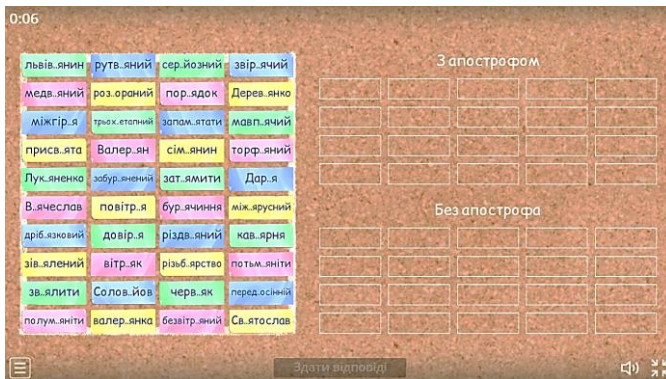 0:06
львів..янин рутв..яний сер.йозний звір..ячий
З апострофом
медв..яний роз.ораний пор..ядок Дерев..янко
міжгір..я трьох.етапний запам..ятати мавп..ячий
присв..ята Валер..ян сім..янин торф..яний
Лук..яненко забур..янений зат..ямити Дар..я
В..ячеслав повітр..я бур..ячиння між..ярусний
Без апострофа
дріб..язковий довір..я різдв..яний кав..ярня
зів..ялений вітр..як різьб..ярство потьм..яніти
зв..ялити Солов..йов черв..як перед.осінній
полум..яніти валер..янка безвітр..яний Св..ятослав
Здати відповіді